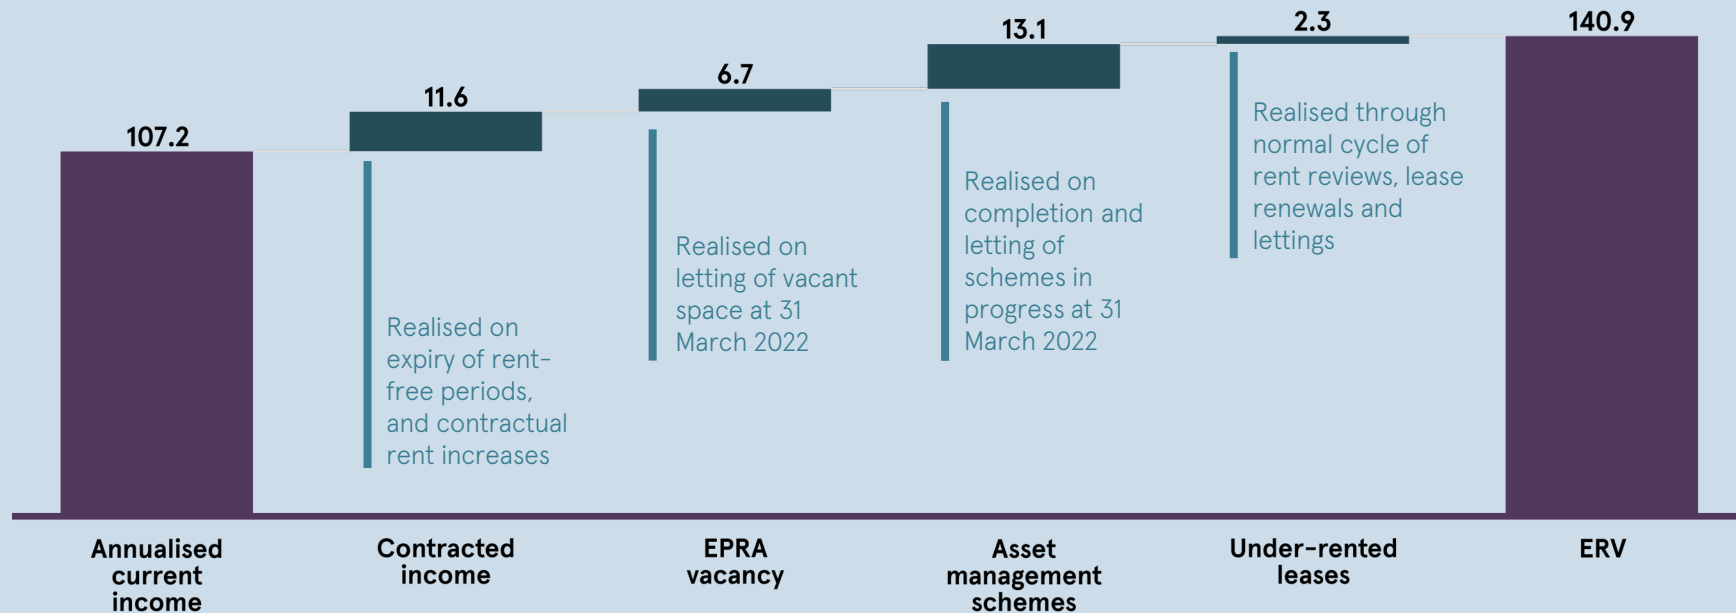 107.2
11.6
6.7
13.1
2.3
140.9
Realised on
expiry of rent-
free periods,
and contractual
rent increases
Realised on
letting of vacant
space at 31
March 2022
Realised on
completion and
letting of
schemes in
progress at 31
March 2022
Realised through
normal cycle of
rent reviews, lease
renewals and
lettings
Annualised
current
income
Contracted
income
EPRA
vacancy
Asset
management
schemes
Under-rented
leases
ERV